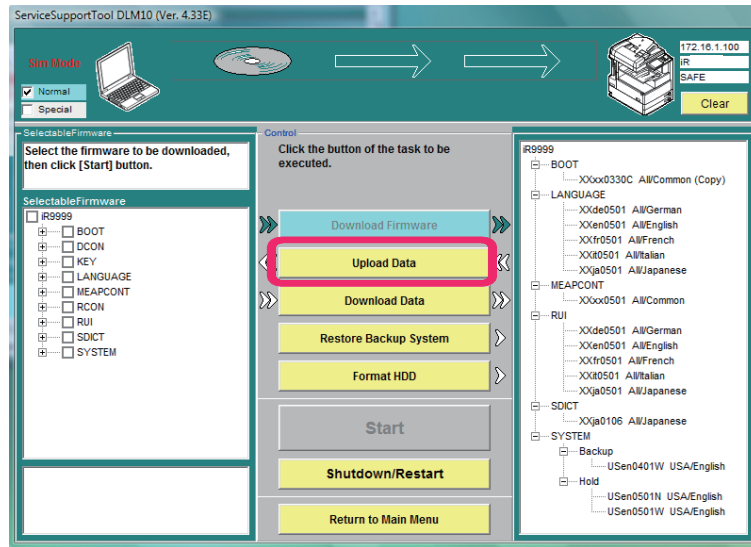 ServiceSupportTool DLM10 (Ver. 4.33E)
Sim Mode
Normal
Special
172.16.1.100
iR
SAFE
Clear
SelectableFirmware
Select the firmware to be downloaded,
then click [Start] button.
SelectableFirmware
iR9999
BOOT
DCON
KEY
LANGUAGE
MEAPCONT
RCON
RUI
SDICT
SYSTEM
Control
Click the button of the task to be
executed.
Download Firmware
Upload Data
Download Data
Restore Backup System
Format HDD
Start
Shutdown/Restart
Return to Main Menu
iR9999
BOOT
XXxx0330C All/Common (Copy)
LANGUAGE
XXde0501 All/German
XXen0501 All/English
XXfr0501 All/French
XXit0501 All/Italian
XXja0501 All/Japanese
MEAPCONT
XXxx0501 All/Common
RUI
XXde0501 All/German
XXen0501 All/English
XXfr0501 All/French
XXit0501 All/Italian
XXja0501 All/Japanese
SDICT
XXja0106 All/Japanese
SYSTEM
Backup
USen0401W USA/English
Hold
USen0501N USA/English
USen0501W USA/English